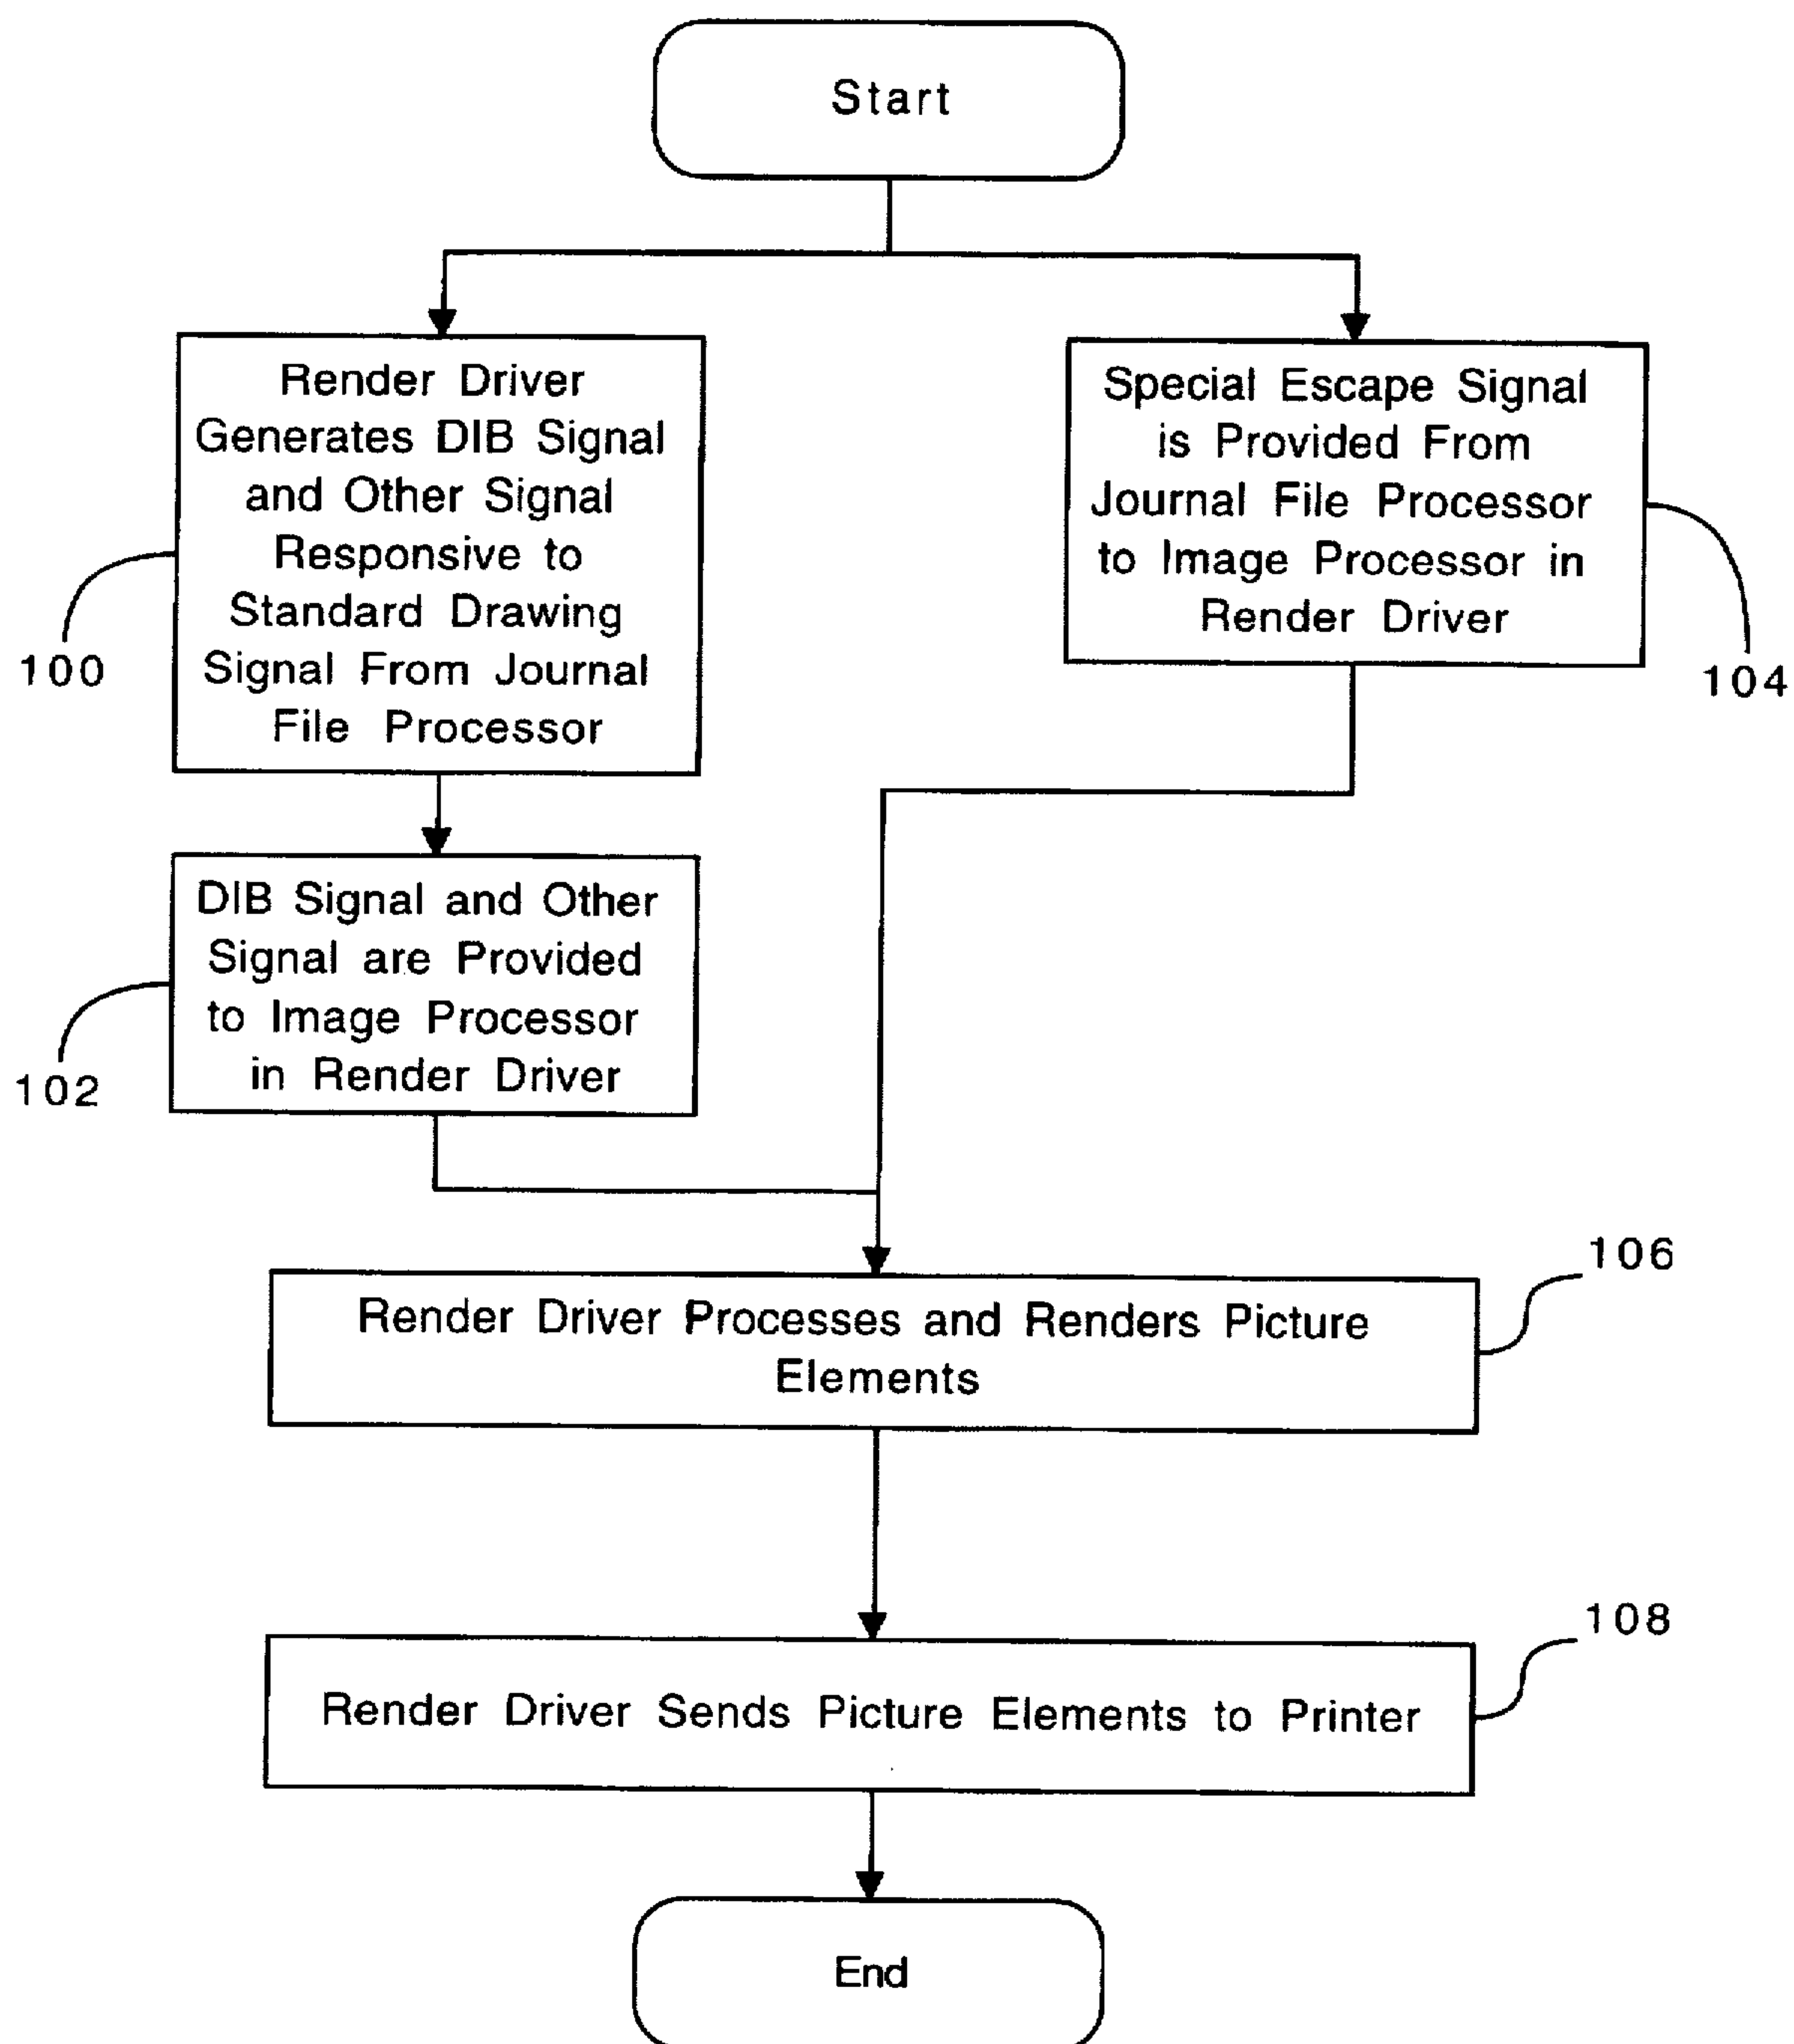 Start
Render Driver
Generates DIB Signal
and Other Signal
Responsive to
Standard Drawing
Signal From Journal
File Processor
100
Special Escape Signal
is Provided From
Journal File Processor
to Image Processor in
Render Driver
104
DIB Signal and Other
Signal are Provided
to Image Processor
in Render Driver
102
Render Driver Processes and Renders Picture
Elements
106
Render Driver Sends Picture Elements to Printer
108
End